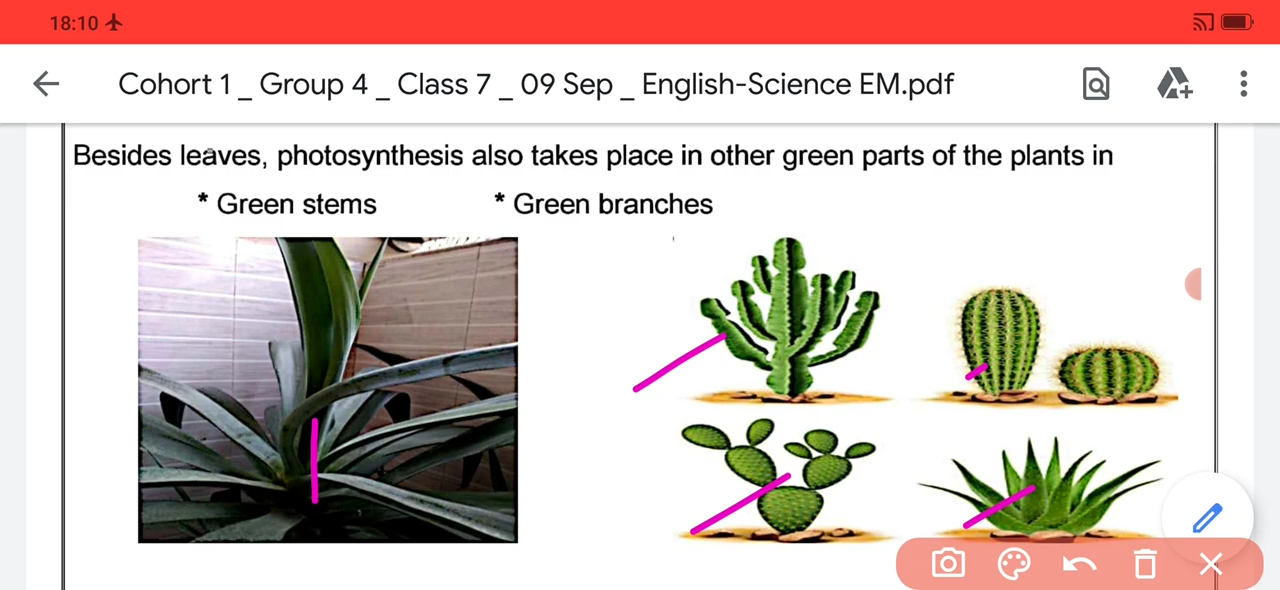 18:10
Cohort 1 _ Group 4 _ Class 7 _ 09 Sep _ English-Science EM.pdf
Besides leaves, photosynthesis also takes place in other green parts of the plants in
* Green stems * Green branches